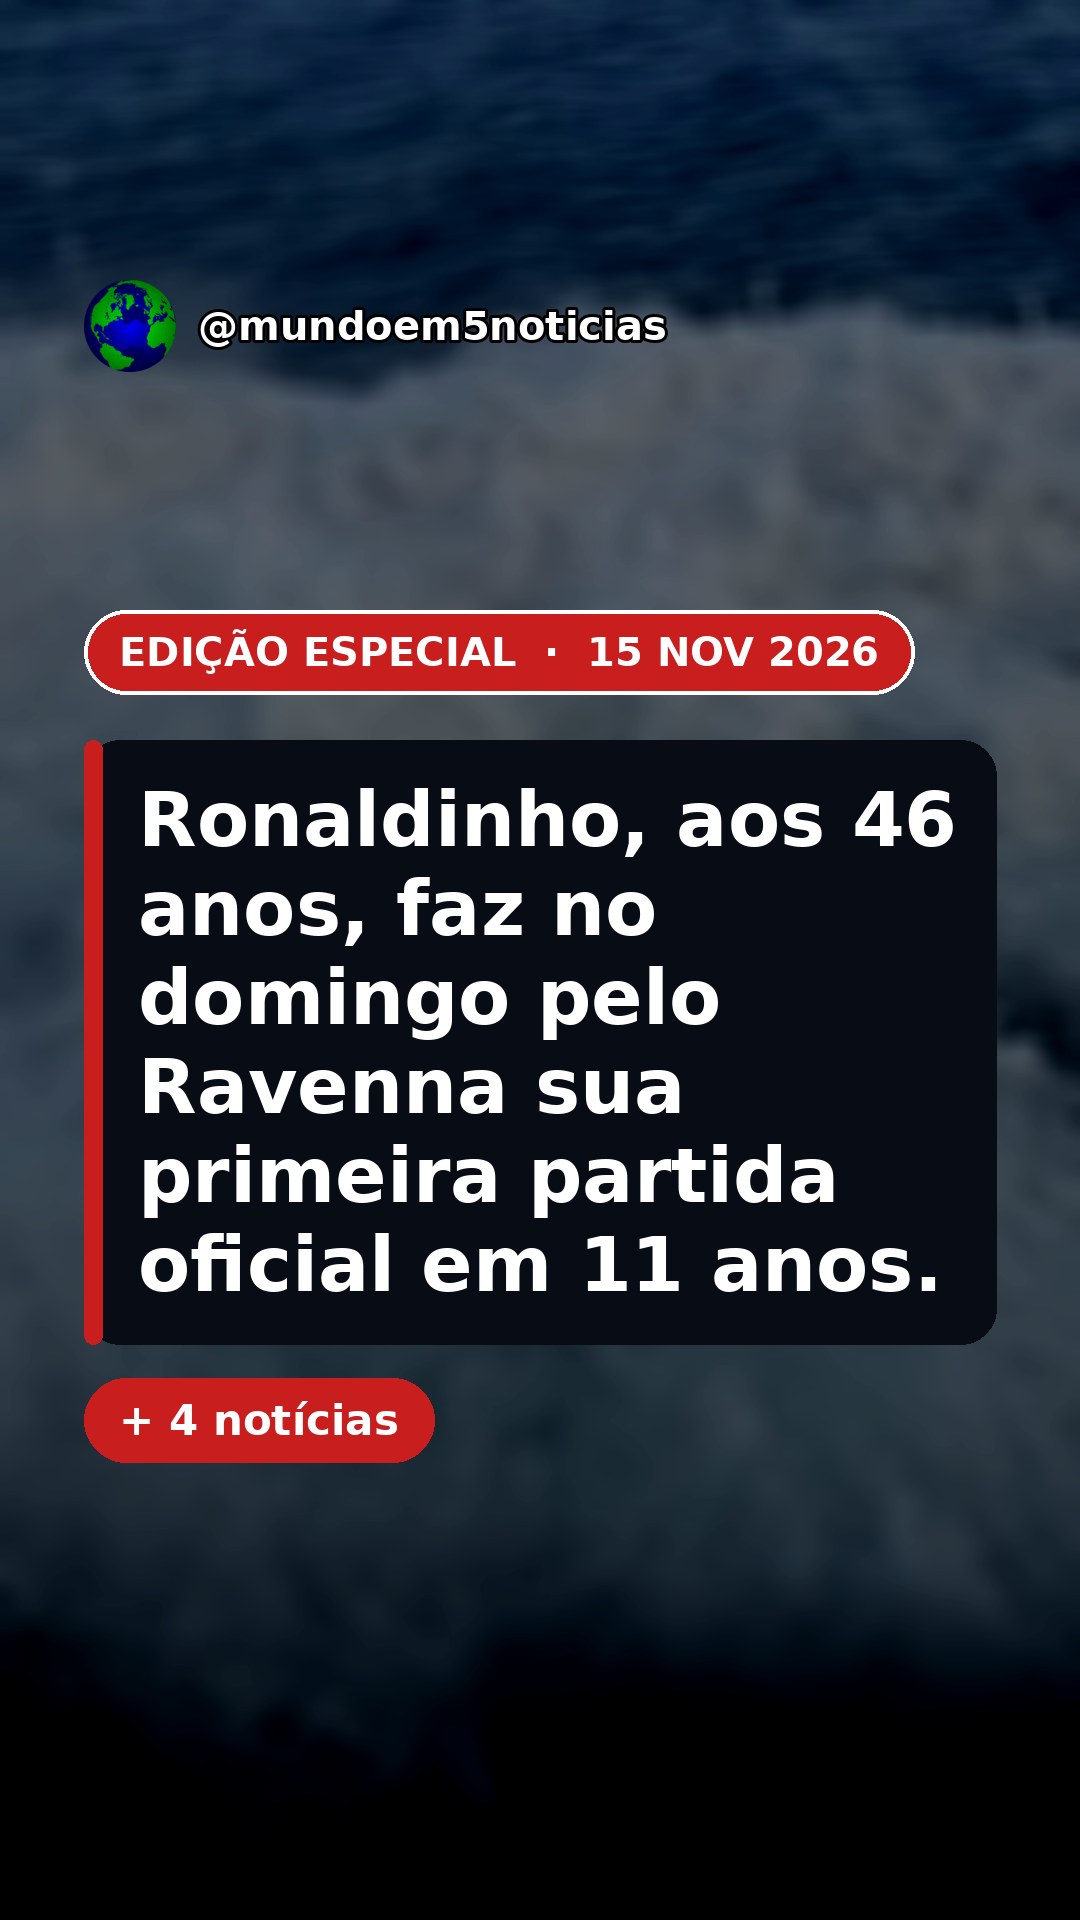 @mundoem5noticias
EDIÇÃO ESPECIAL · 15 NOV 2026
Ronaldinho, aos 46
anos, faz no
domingo pelo
Ravenna sua
primeira partida
oficial em 11 anos.
+ 4 notícias